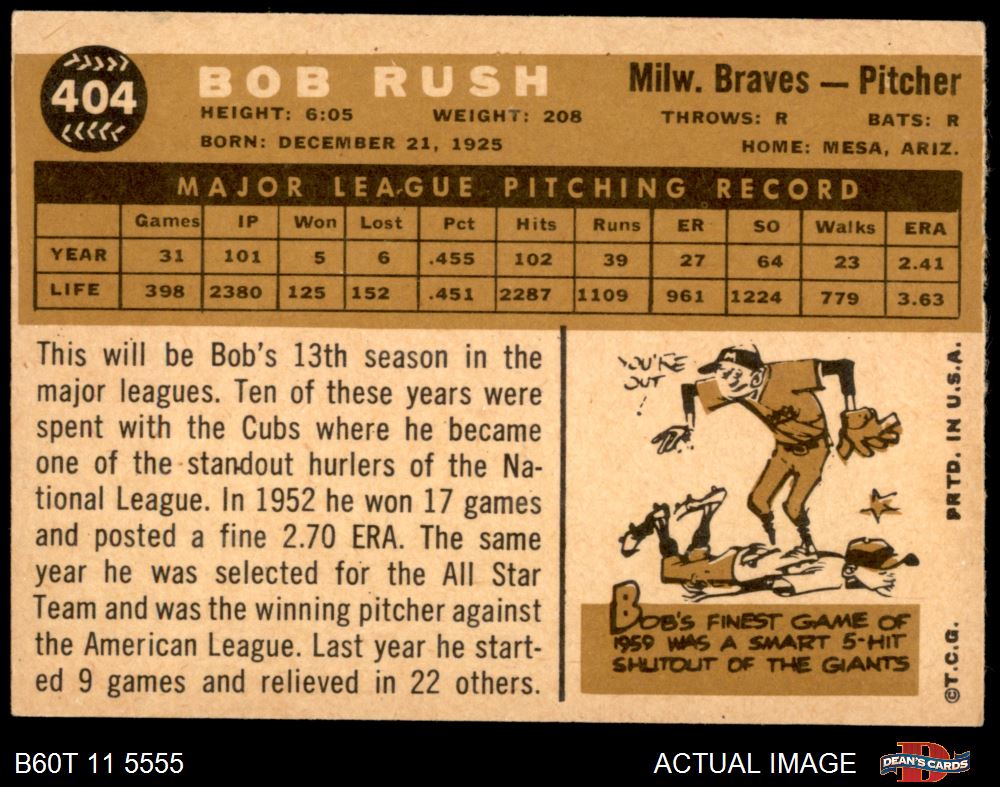 404
BOB RUSH
Milw. Braves — Pitcher
HEIGHT: 6:05 WEIGHT: 208 THROWS: R BATS: R
BORN: DECEMBER 21, 1925 HOME: MESA, ARIZ.
MAJOR LEAGUE PITCHING RECORD
Games IP Won Lost Pct Hits Runs ER SO Walks ERA
YEAR 31 101 5 6 .455 102 39 27 64 23 2.41
LIFE 398 2380 125 152 .451 2287 1109 961 1224 779 3.63
This will be Bob's 13th season in the
major leagues. Ten of these years were
spent with the Cubs where he became
one of the standout hurlers of the Na-
tional League. In 1952 he won 17 games
and posted a fine 2.70 ERA. The same
year he was selected for the All Star
Team and was the winning pitcher against
the American League. Last year he start-
ed 9 games and relieved in 22 others.
YOU'RE
OUT
!
BOB'S FINEST GAME OF
1959 WAS A SMART 5-HIT
SHUTOUT OF THE GIANTS
©T.C.G. PRTD. IN U.S.A.
B60T 11 5555
ACTUAL IMAGE
D
DEAN'S CARDS